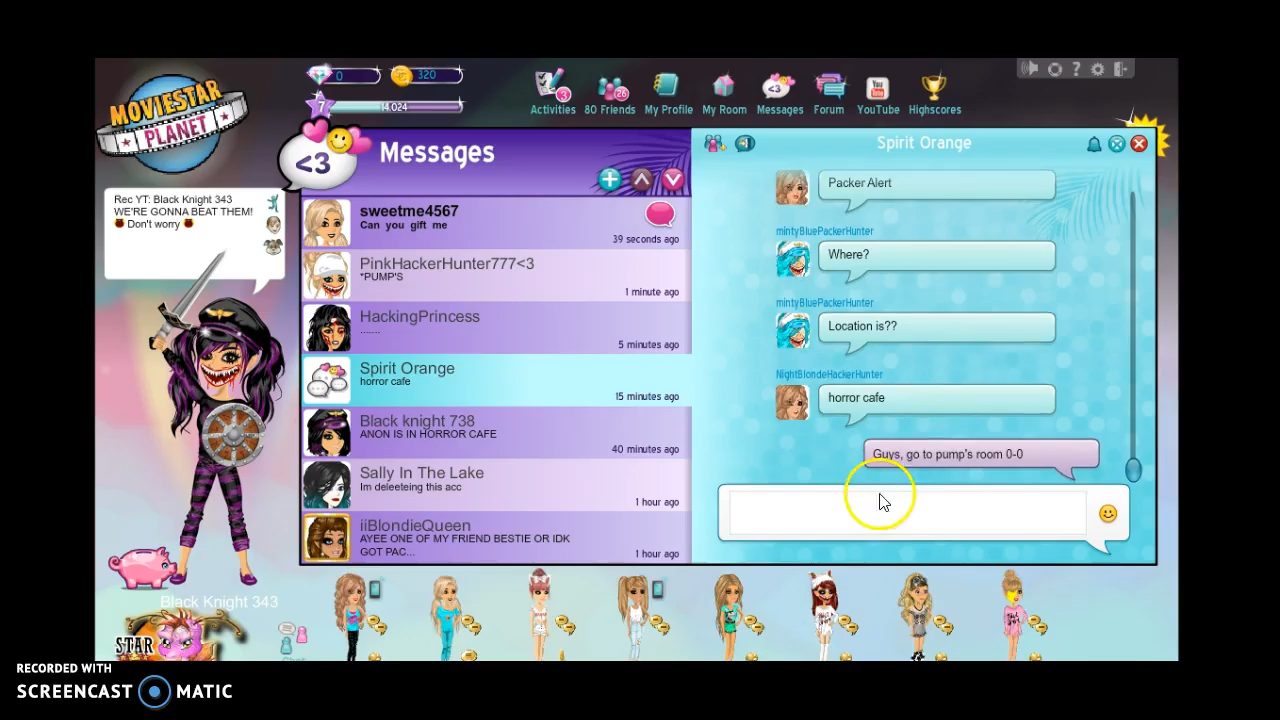 MOVIESTAR
PLANET
0
320
7
14.024
Activities
3
80 Friends
26
My Profile
My Room
<3
Messages
Forum
You
Tube
YouTube
Highscores
?
<3
Messages
Rec YT: Black Knight 343
WE'RE GONNA BEAT THEM!
Don't worry
sweetme4567
Can you gift me
39 seconds ago
PinkHackerHunter777<3
*PUMP'S
1 minute ago
HackingPrincess
.......
5 minutes ago
Spirit Orange
horror cafe
15 minutes ago
Black knight 738
ANON IS IN HORROR CAFE
40 minutes ago
Sally In The Lake
Im deleeteing this acc
1 hour ago
iiBlondieQueen
AYEE ONE OF MY FRIEND BESTIE OR IDK
GOT PAC...
1 hour ago
Spirit Orange
Packer Alert
mintyBluePackerHunter
Where?
mintyBluePackerHunter
Location is??
NightBlondeHackerHunter
horror cafe
Guys, go to pump's room 0-0
Black Knight 343
STAR
RECORDED WITH
SCREENCAST MATIC